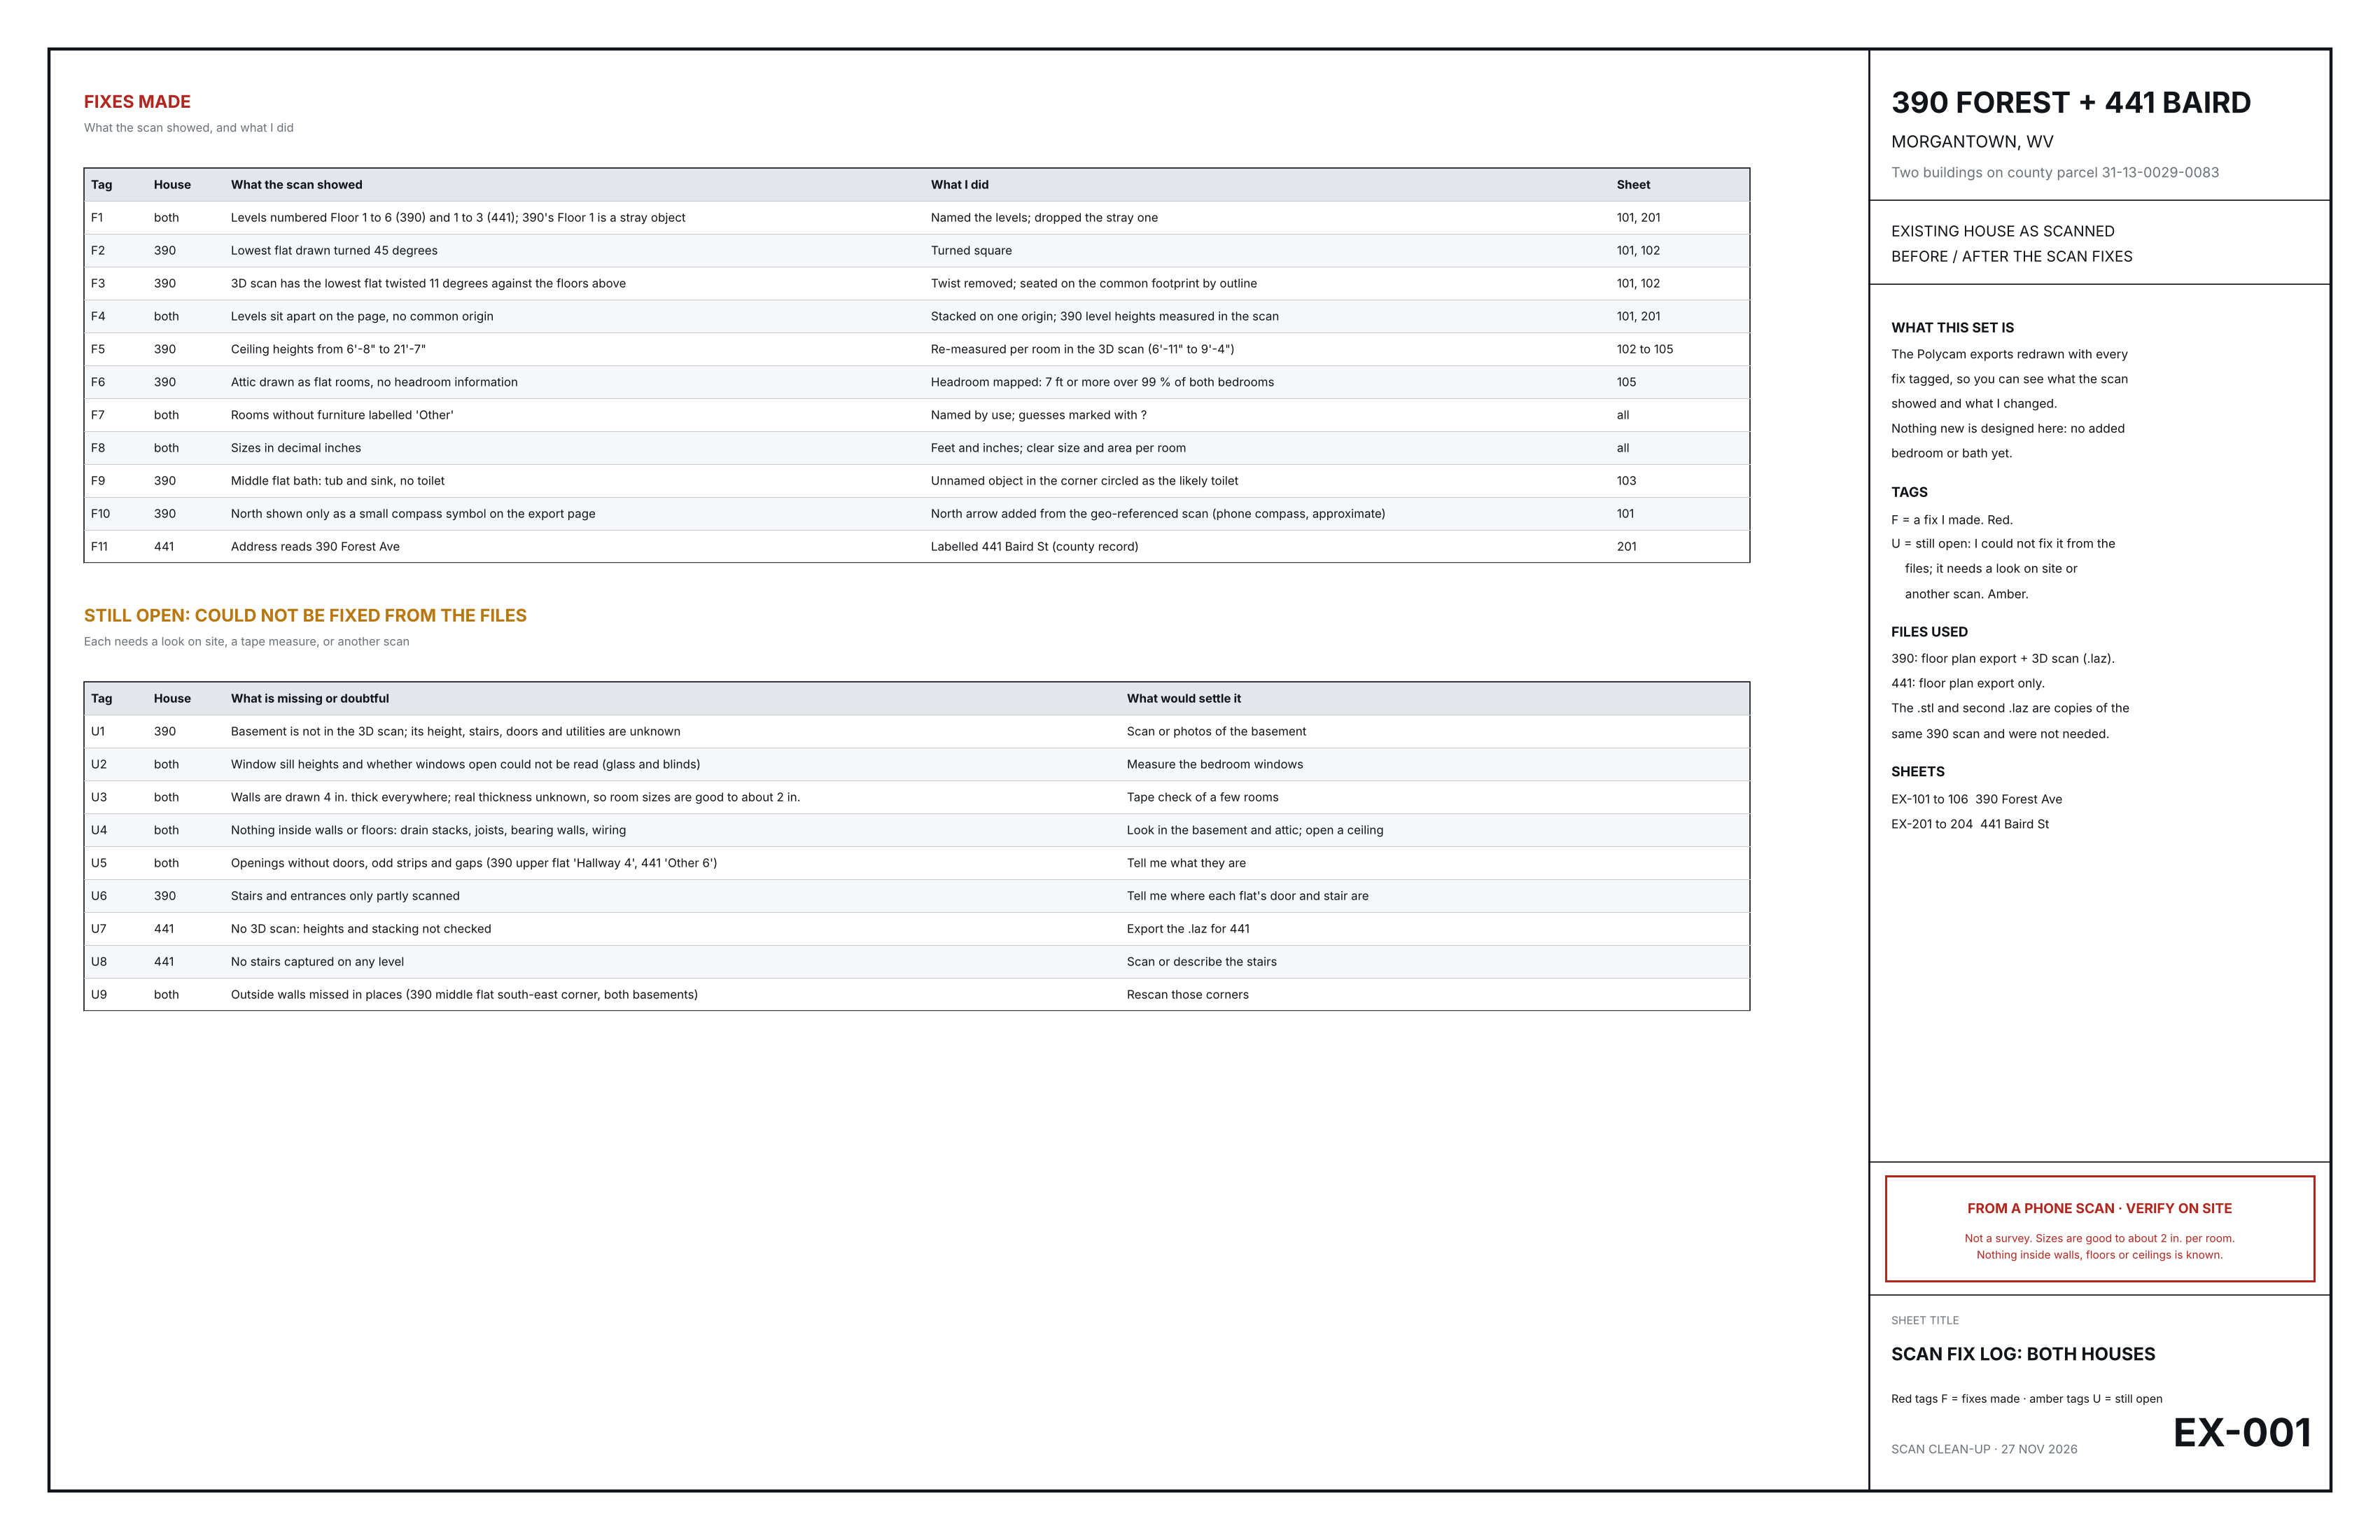 FIXES MADE
What the scan showed, and what I did
Tag House What the scan showed What I did Sheet
F1 both Levels numbered Floor 1 to 6 (390) and 1 to 3 (441); 390's Floor 1 is a stray object Named the levels; dropped the stray one 101, 201
F2 390 Lowest flat drawn turned 45 degrees Turned square 101, 102
F3 390 3D scan has the lowest flat twisted 11 degrees against the floors above Twist removed; seated on the common footprint by outline 101, 102
F4 both Levels sit apart on the page, no common origin Stacked on one origin; 390 level heights measured in the scan 101, 201
F5 390 Ceiling heights from 6'-8" to 21'-7" Re-measured per room in the 3D scan (6'-11" to 9'-4") 102 to 105
F6 390 Attic drawn as flat rooms, no headroom information Headroom mapped: 7 ft or more over 99 % of both bedrooms 105
F7 both Rooms without furniture labelled 'Other' Named by use; guesses marked with ? all
F8 both Sizes in decimal inches Feet and inches; clear size and area per room all
F9 390 Middle flat bath: tub and sink, no toilet Unnamed object in the corner circled as the likely toilet 103
F10 390 North shown only as a small compass symbol on the export page North arrow added from the geo-referenced scan (phone compass, approximate) 101
F11 441 Address reads 390 Forest Ave Labelled 441 Baird St (county record) 201
STILL OPEN: COULD NOT BE FIXED FROM THE FILES
Each needs a look on site, a tape measure, or another scan
Tag House What is missing or doubtful What would settle it
U1 390 Basement is not in the 3D scan; its height, stairs, doors and utilities are unknown Scan or photos of the basement
U2 both Window sill heights and whether windows open could not be read (glass and blinds) Measure the bedroom windows
U3 both Walls are drawn 4 in. thick everywhere; real thickness unknown, so room sizes are good to about 2 in. Tape check of a few rooms
U4 both Nothing inside walls or floors: drain stacks, joists, bearing walls, wiring Look in the basement and attic; open a ceiling
U5 both Openings without doors, odd strips and gaps (390 upper flat 'Hallway 4', 441 'Other 6') Tell me what they are
U6 390 Stairs and entrances only partly scanned Tell me where each flat's door and stair are
U7 441 No 3D scan: heights and stacking not checked Export the .laz for 441
U8 441 No stairs captured on any level Scan or describe the stairs
U9 both Outside walls missed in places (390 middle flat south-east corner, both basements) Rescan those corners
390 FOREST + 441 BAIRD
MORGANTOWN, WV
Two buildings on county parcel 31-13-0029-0083
EXISTING HOUSE AS SCANNED
BEFORE / AFTER THE SCAN FIXES
WHAT THIS SET IS
The Polycam exports redrawn with every
fix tagged, so you can see what the scan
showed and what I changed.
Nothing new is designed here: no added
bedroom or bath yet.
TAGS
F = a fix I made. Red.
U = still open: I could not fix it from the
files; it needs a look on site or
another scan. Amber.
FILES USED
390: floor plan export + 3D scan (.laz).
441: floor plan export only.
The .stl and second .laz are copies of the
same 390 scan and were not needed.
SHEETS
EX-101 to 106 390 Forest Ave
EX-201 to 204 441 Baird St
FROM A PHONE SCAN · VERIFY ON SITE
Not a survey. Sizes are good to about 2 in. per room.
Nothing inside walls, floors or ceilings is known.
SHEET TITLE
SCAN FIX LOG: BOTH HOUSES
Red tags F = fixes made · amber tags U = still open
EX-001
SCAN CLEAN-UP · 27 NOV 2026